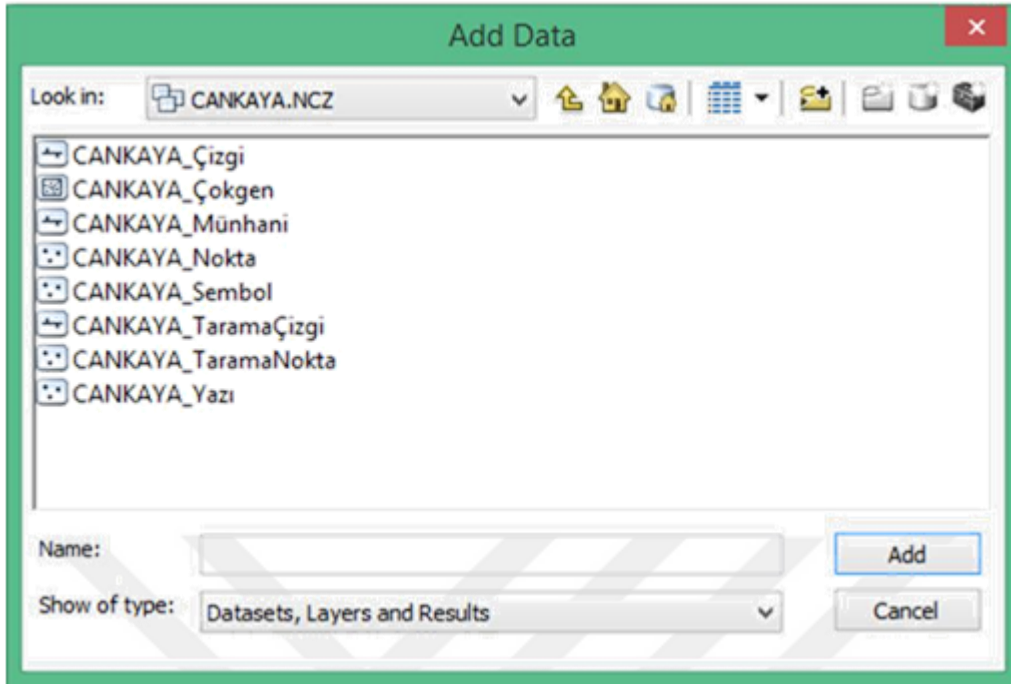 Add Data
Look in: CANKAYA.NCZ
CANKAYA_Çizgi
CANKAYA_Çokgen
CANKAYA_Münhani
CANKAYA_Nokta
CANKAYA_Sembol
CANKAYA_TaramaÇizgi
CANKAYA_TaramaNokta
CANKAYA_Yazı
Name: Add
Show of type: Datasets, Layers and Results Cancel